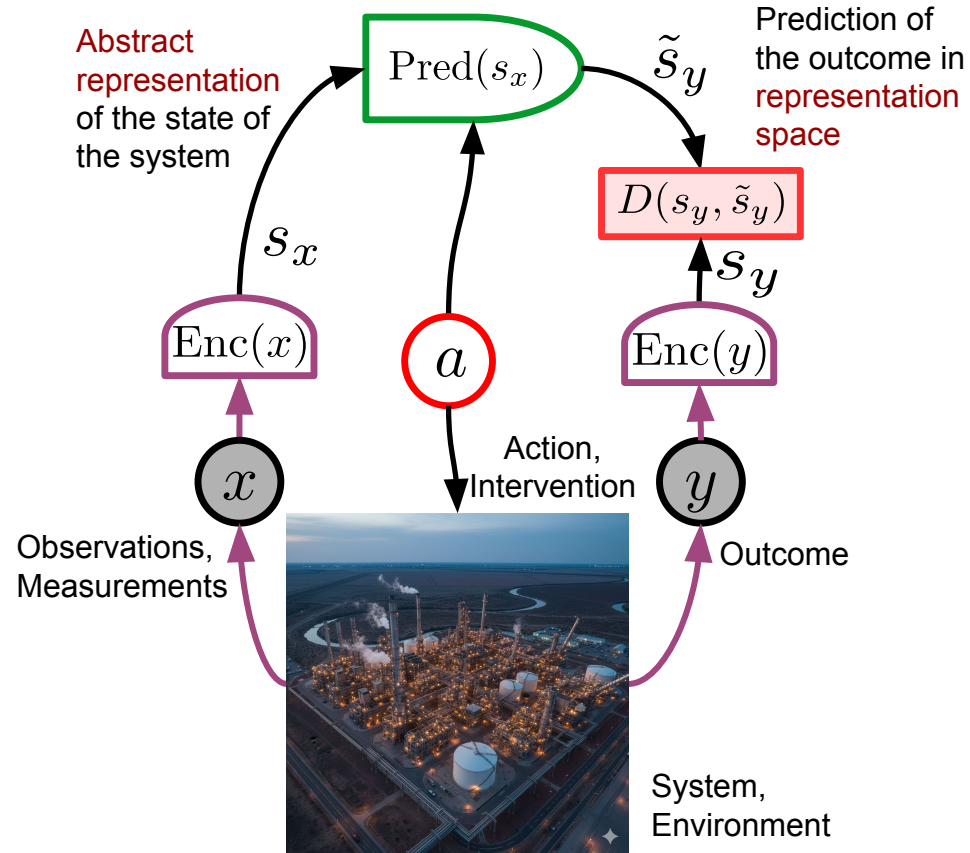 Abstract
representation
of the state of
the system
Pred(s_x)
s̃_y
Prediction of
the outcome in
representation
space
D(s_y, s̃_y)
s_x
s_y
Enc(x)
a
Enc(y)
x
Action,
Intervention
y
Observations,
Measurements
Outcome
System,
Environment